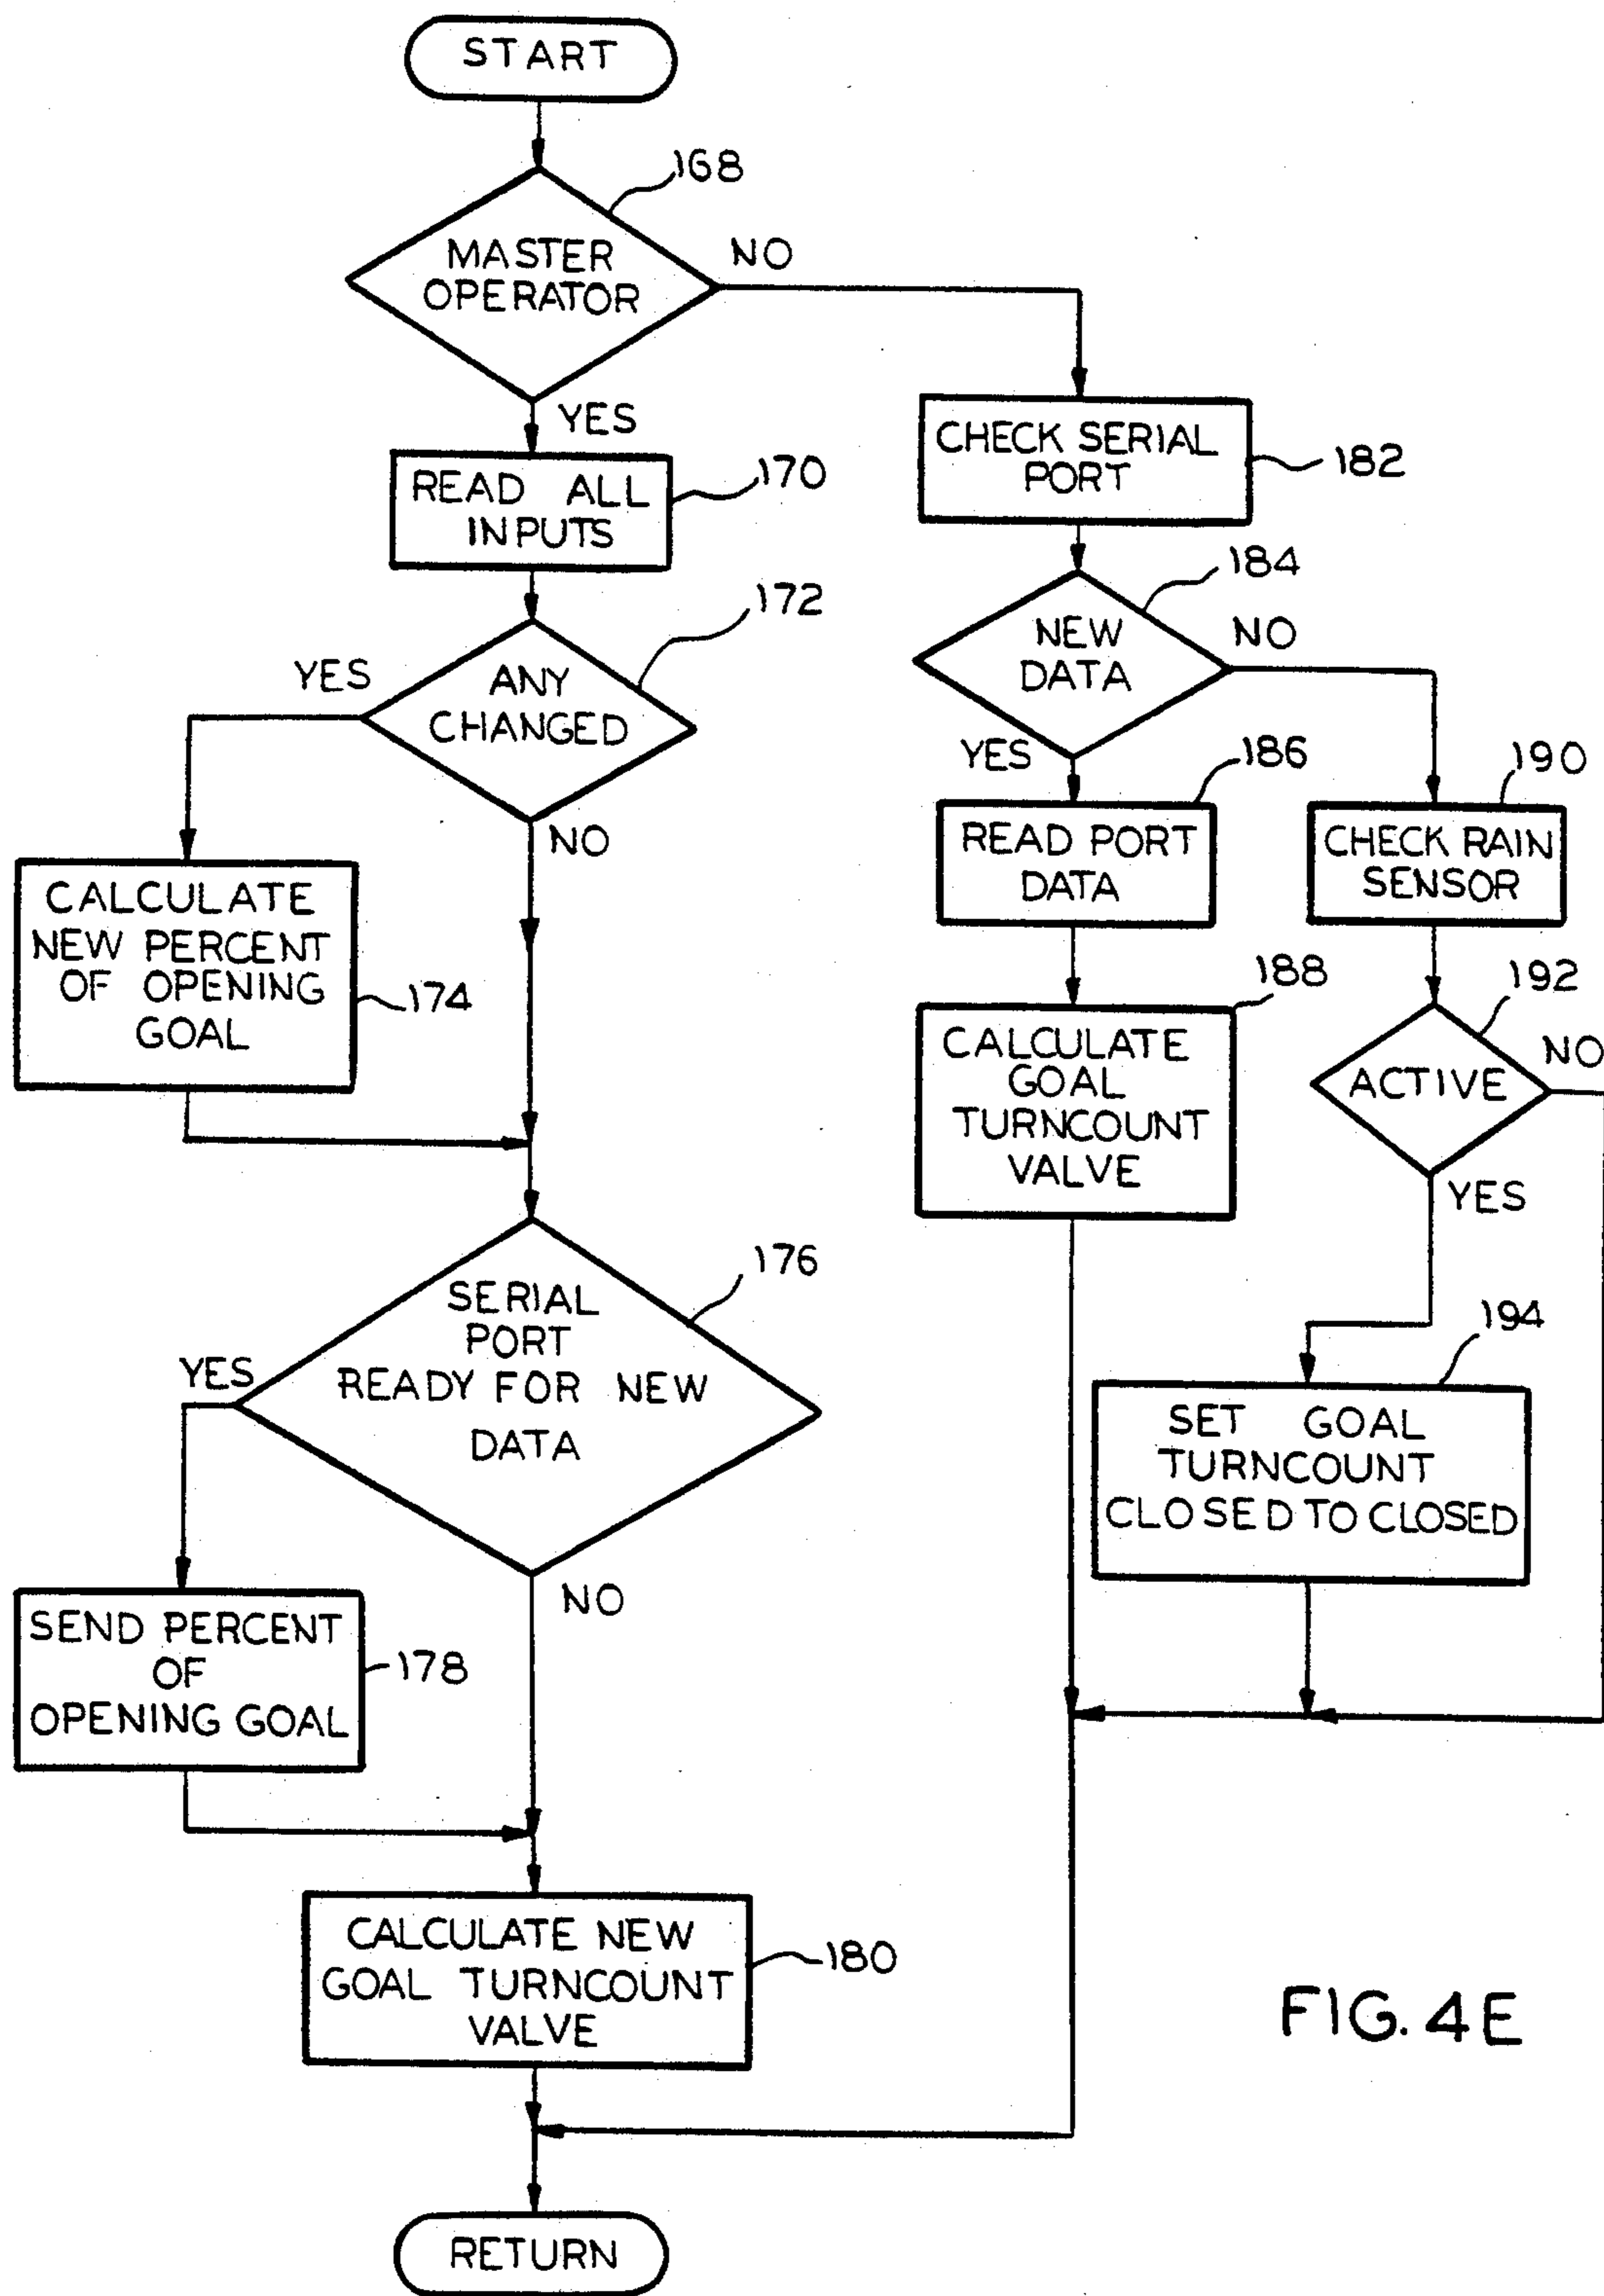 START
168
MASTER
OPERATOR
NO
YES
READ ALL
INPUTS
170
172
YES
ANY
CHANGED
NO
CALCULATE
NEW PERCENT
OF OPENING
GOAL
174
176
SERIAL
PORT
READY FOR NEW
DATA
YES
NO
SEND PERCENT
OF
OPENING GOAL
178
CALCULATE NEW
GOAL TURNCOUNT
VALVE
180
RETURN
CHECK SERIAL
PORT
182
184
NEW
DATA
NO
YES
186
READ PORT
DATA
188
CALCULATE
GOAL
TURNCOUNT
VALVE
190
CHECK RAIN
SENSOR
192
ACTIVE
NO
YES
194
SET GOAL
TURNCOUNT
CLOSED TO CLOSED
FIG. 4E